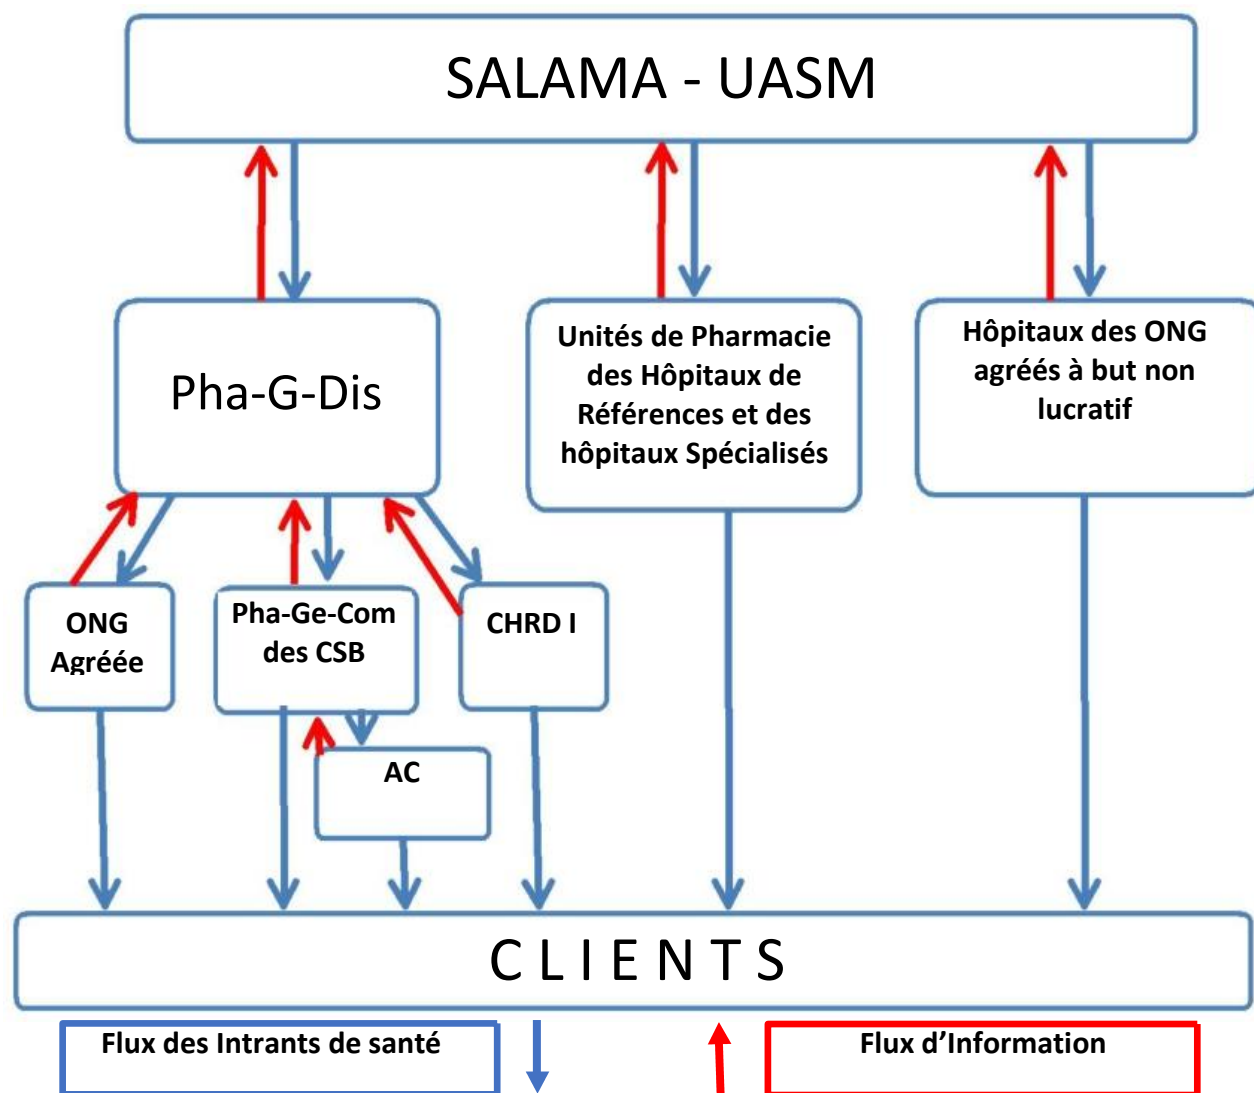 SALAMA - UASM
Pha-G-Dis
Unités de Pharmacie
des Hôpitaux de
Références et des
hôpitaux Spécialisés
Hôpitaux des ONG
agréés à but non
lucratif
ONG
Agréée
Pha-Ge-Com
des CSB
CHRD I
AC
C L I E N T S
Flux des Intrants de santé
Flux d’Information